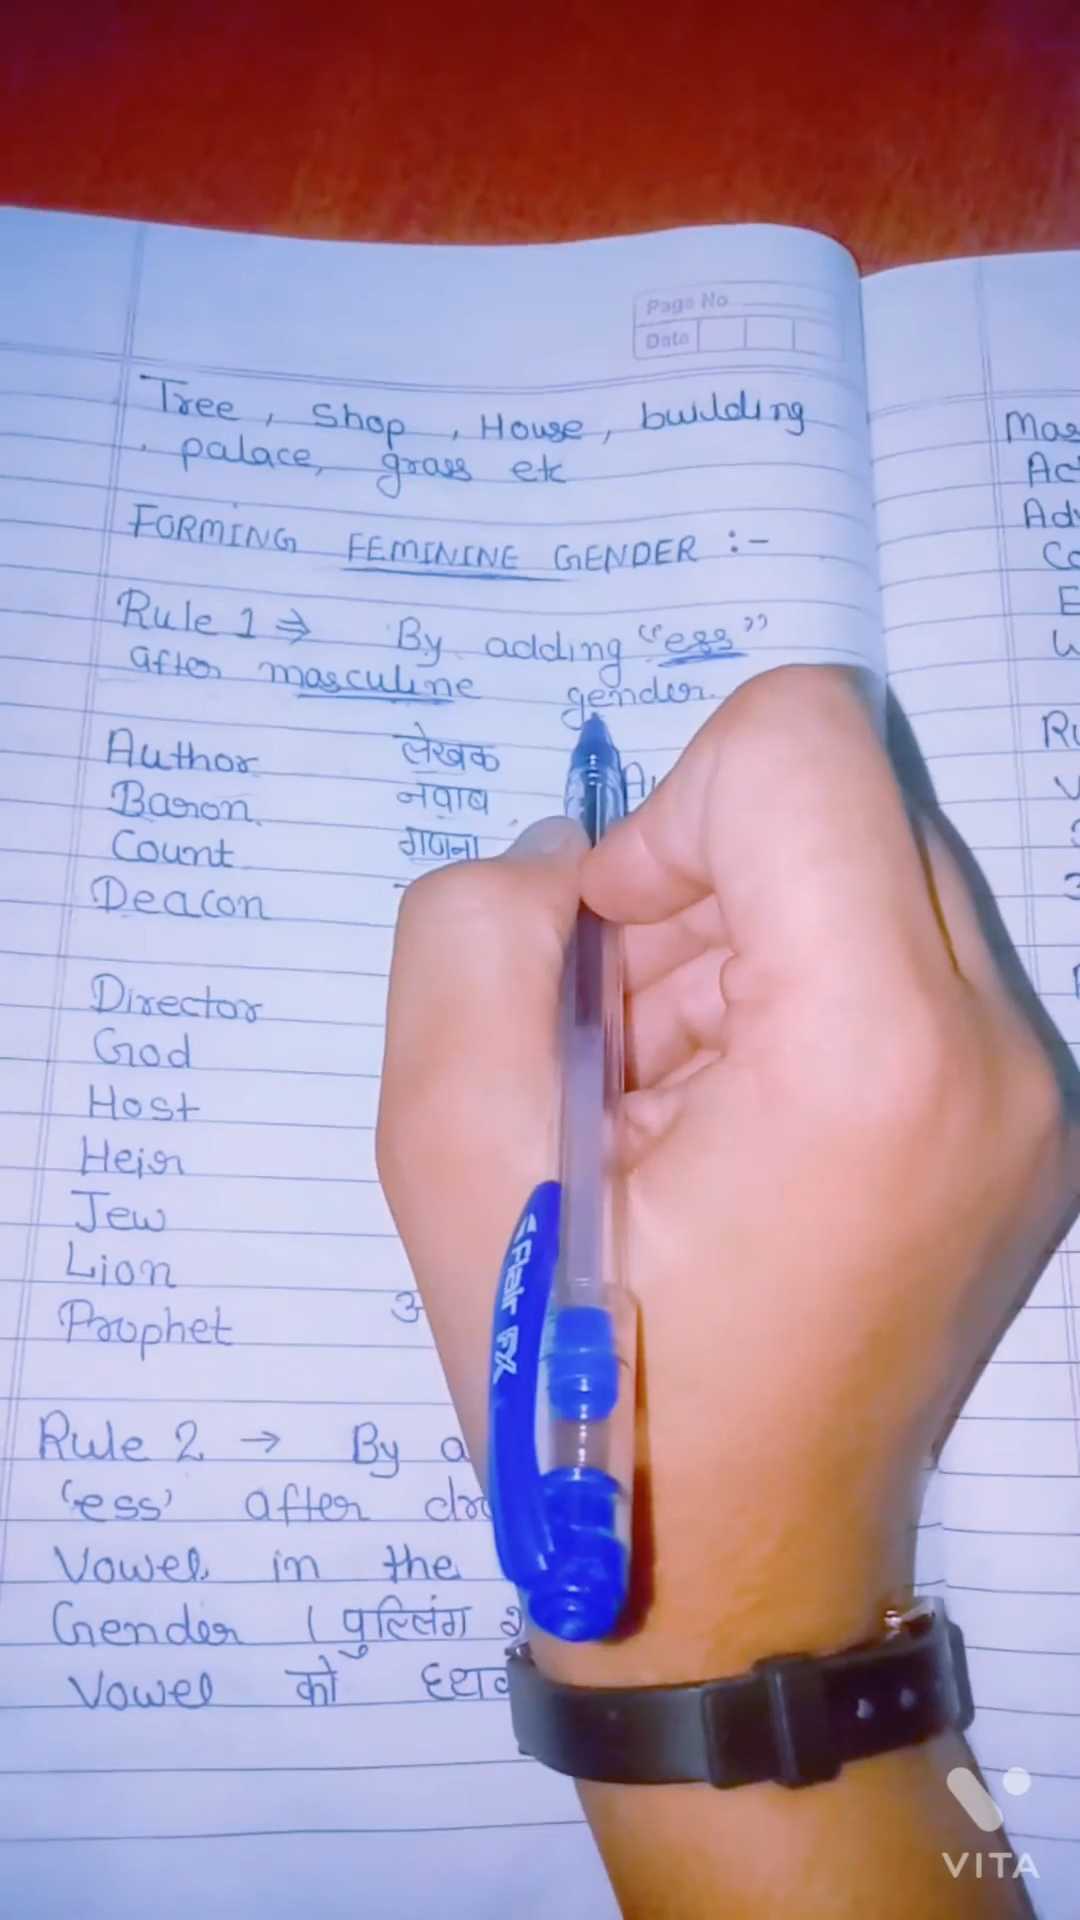 Page No.
Date
Tree, Shop, House, building
, palace, grass etc
FORMING FEMININE GENDER :-
Rule 1 ⇒ By adding “ess”
after masculine gender.
Author लेखक
Baron नवाब
Count गणना
Deacon
Director
God
Host
Heir
Jew
Lion
Prophet
Rule 2 → By
'ess' after
Vowel in the
Gender (पुल्लिंग
Vowel को
Flair FX
VITA